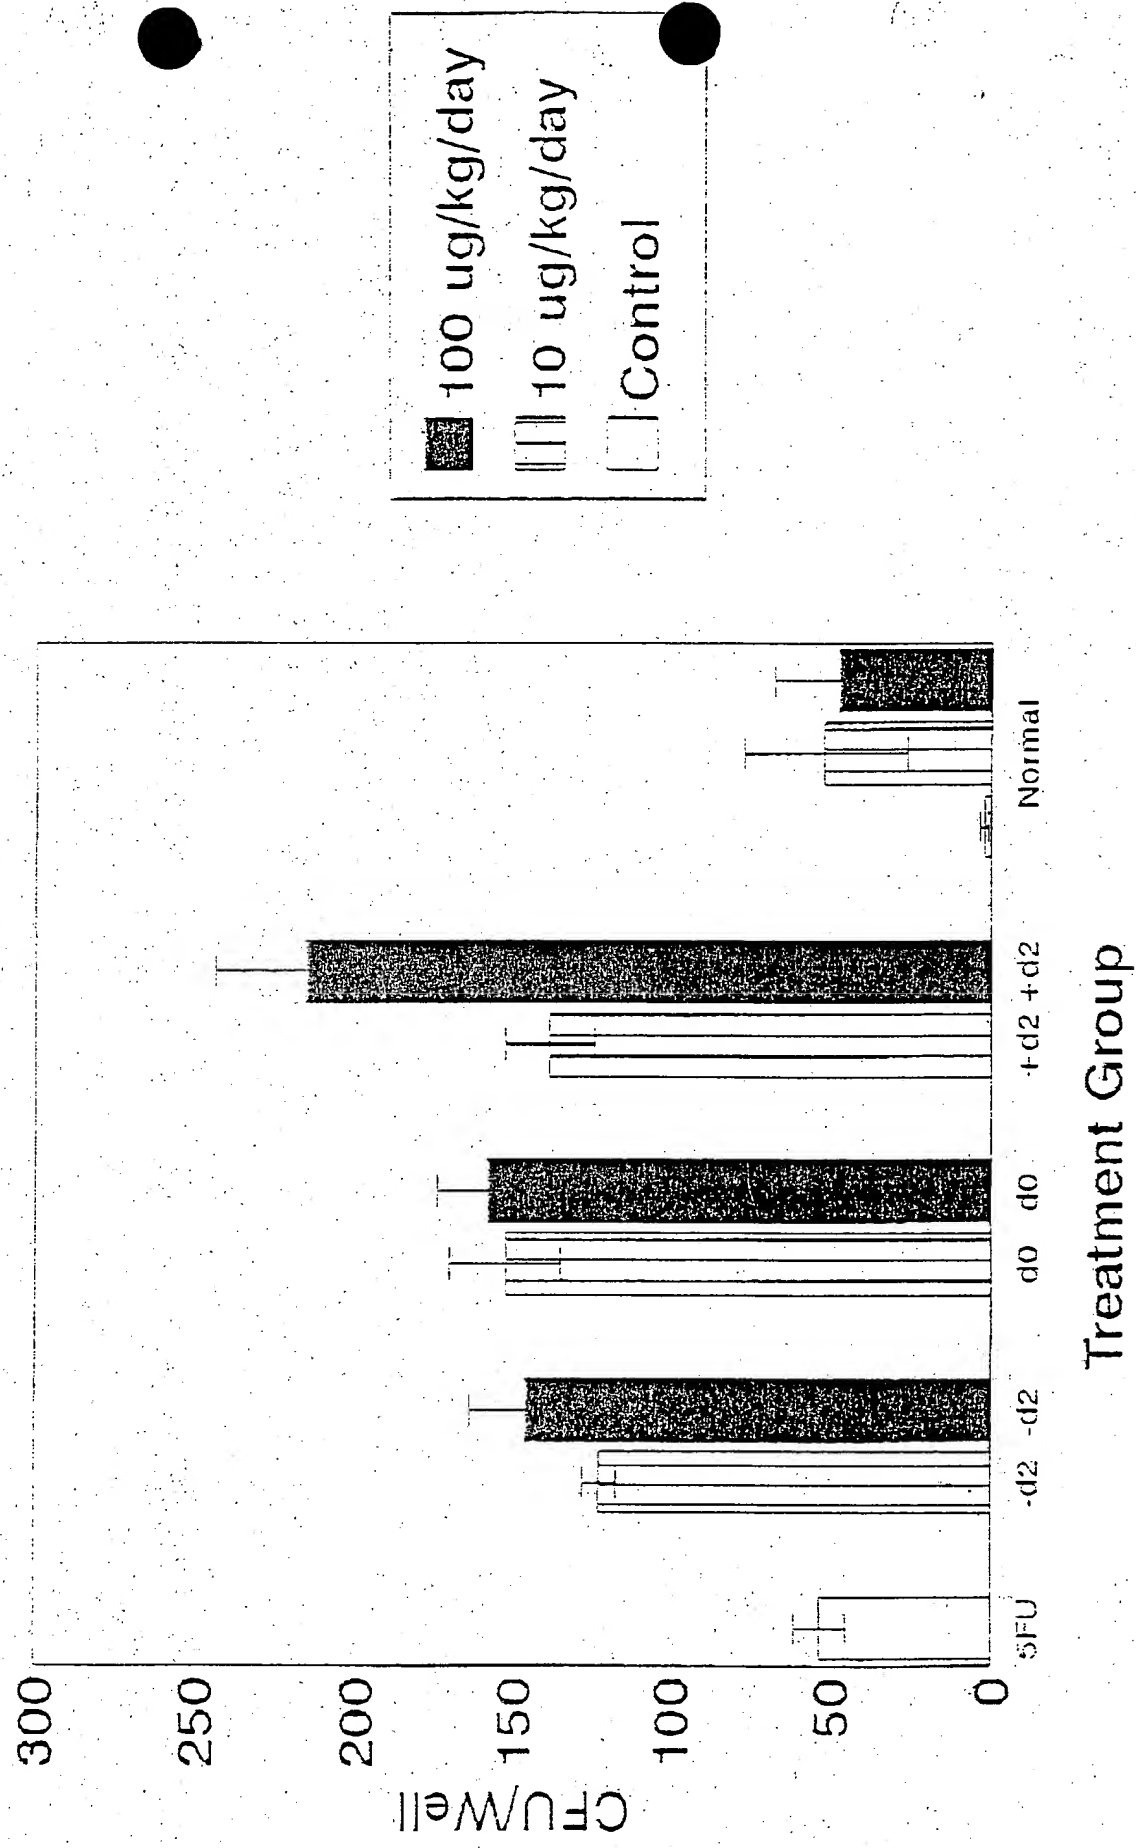 CFU/Well
300
250
200
150
100
50
0
5FU
-d2
-d2
d0
d0
+d2
+d2
Normal
Treatment Group
100 ug/kg/day
10 ug/kg/day
Control